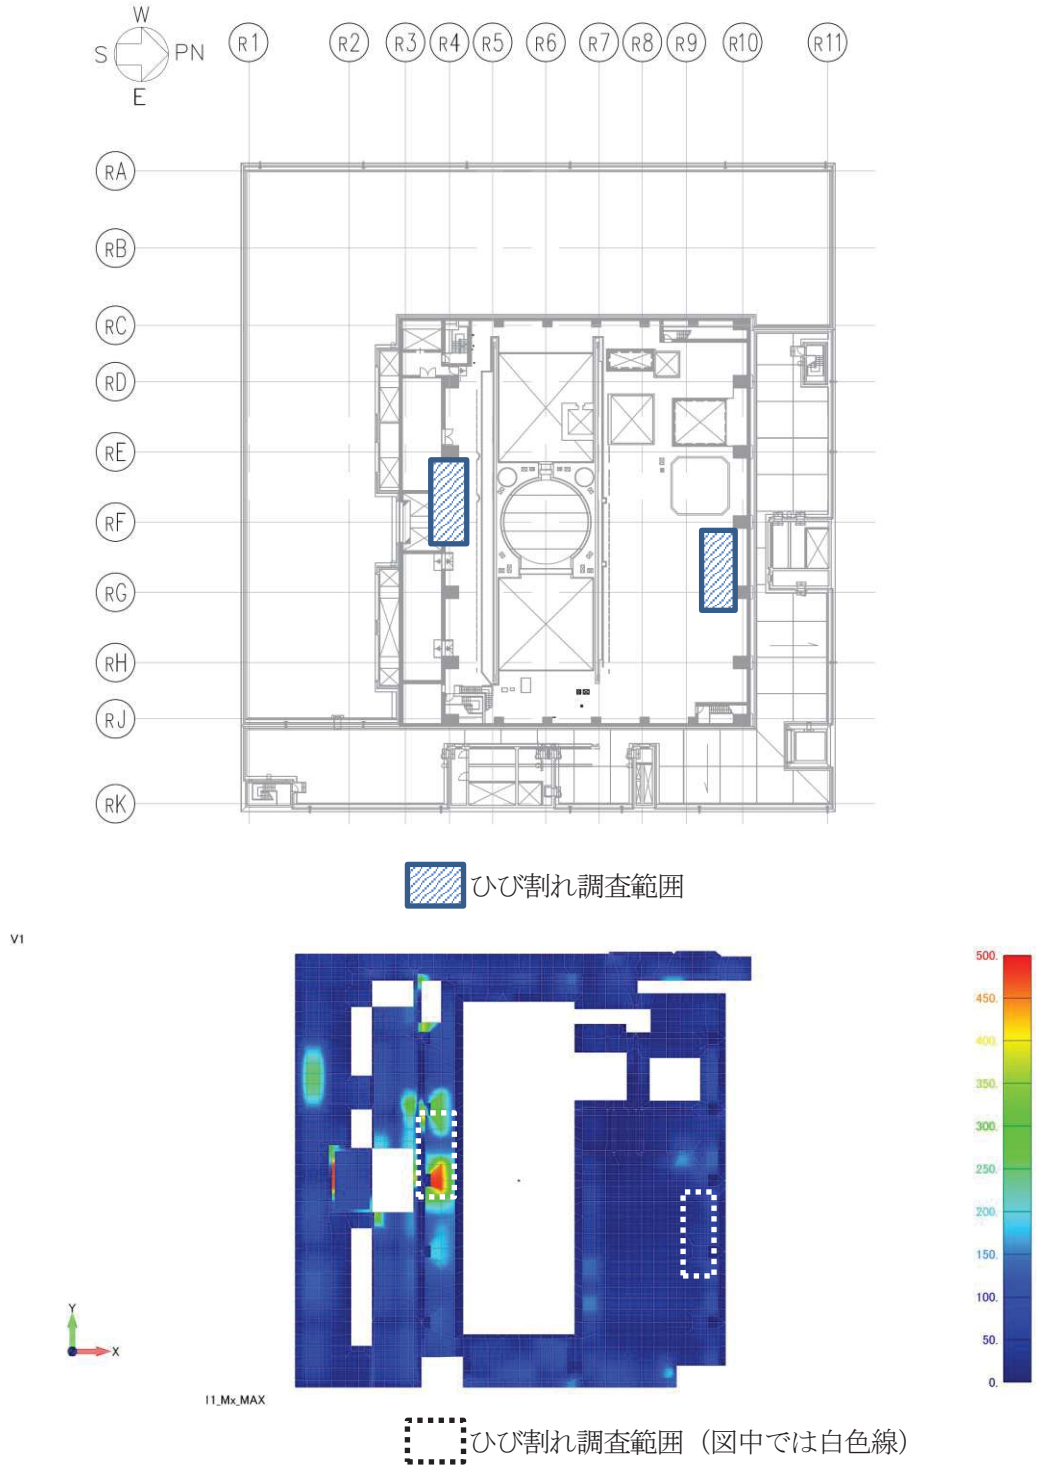 W
S PN
E
R1 R2 R3 R4 R5 R6 R7 R8 R9 R10 R11
RA
RB
RC
RD
RE
RF
RG
RH
RJ
RK
ひび割れ調査範囲
V1
500.
450.
400.
350.
300.
250.
200.
150.
100.
50.
0.
Y
X
I1_Mx_MAX
ひび割れ調査範囲（図中では白色線）